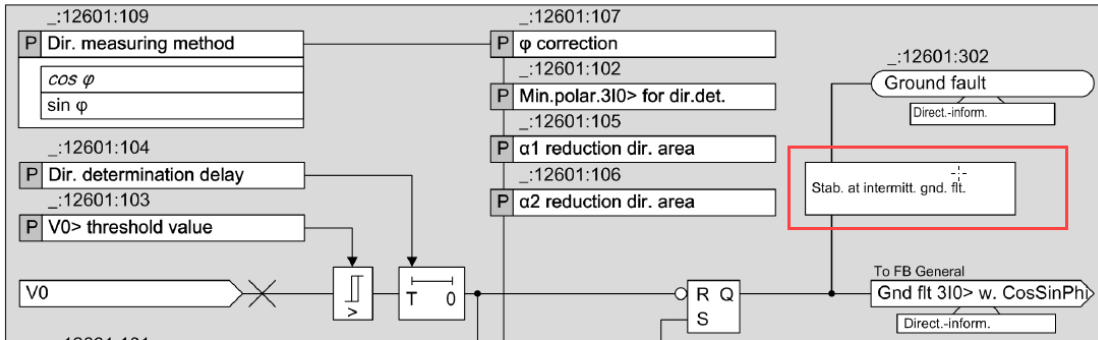 _:12601:109
P Dir. measuring method
cos φ
sin φ
_:12601:104
P Dir. determination delay
_:12601:103
P V0> threshold value
V0
>
T 0
_:12601:107
P φ correction
_:12601:102
P Min.polar.3I0> for dir.det.
_:12601:105
P α1 reduction dir. area
_:12601:106
P α2 reduction dir. area
R Q
S
_:12601:302
Ground fault
Direct.-inform.
Stab. at intermitt. gnd. flt.
To FB General
Gnd flt 3I0> w. CosSinPhi
Direct.-inform.